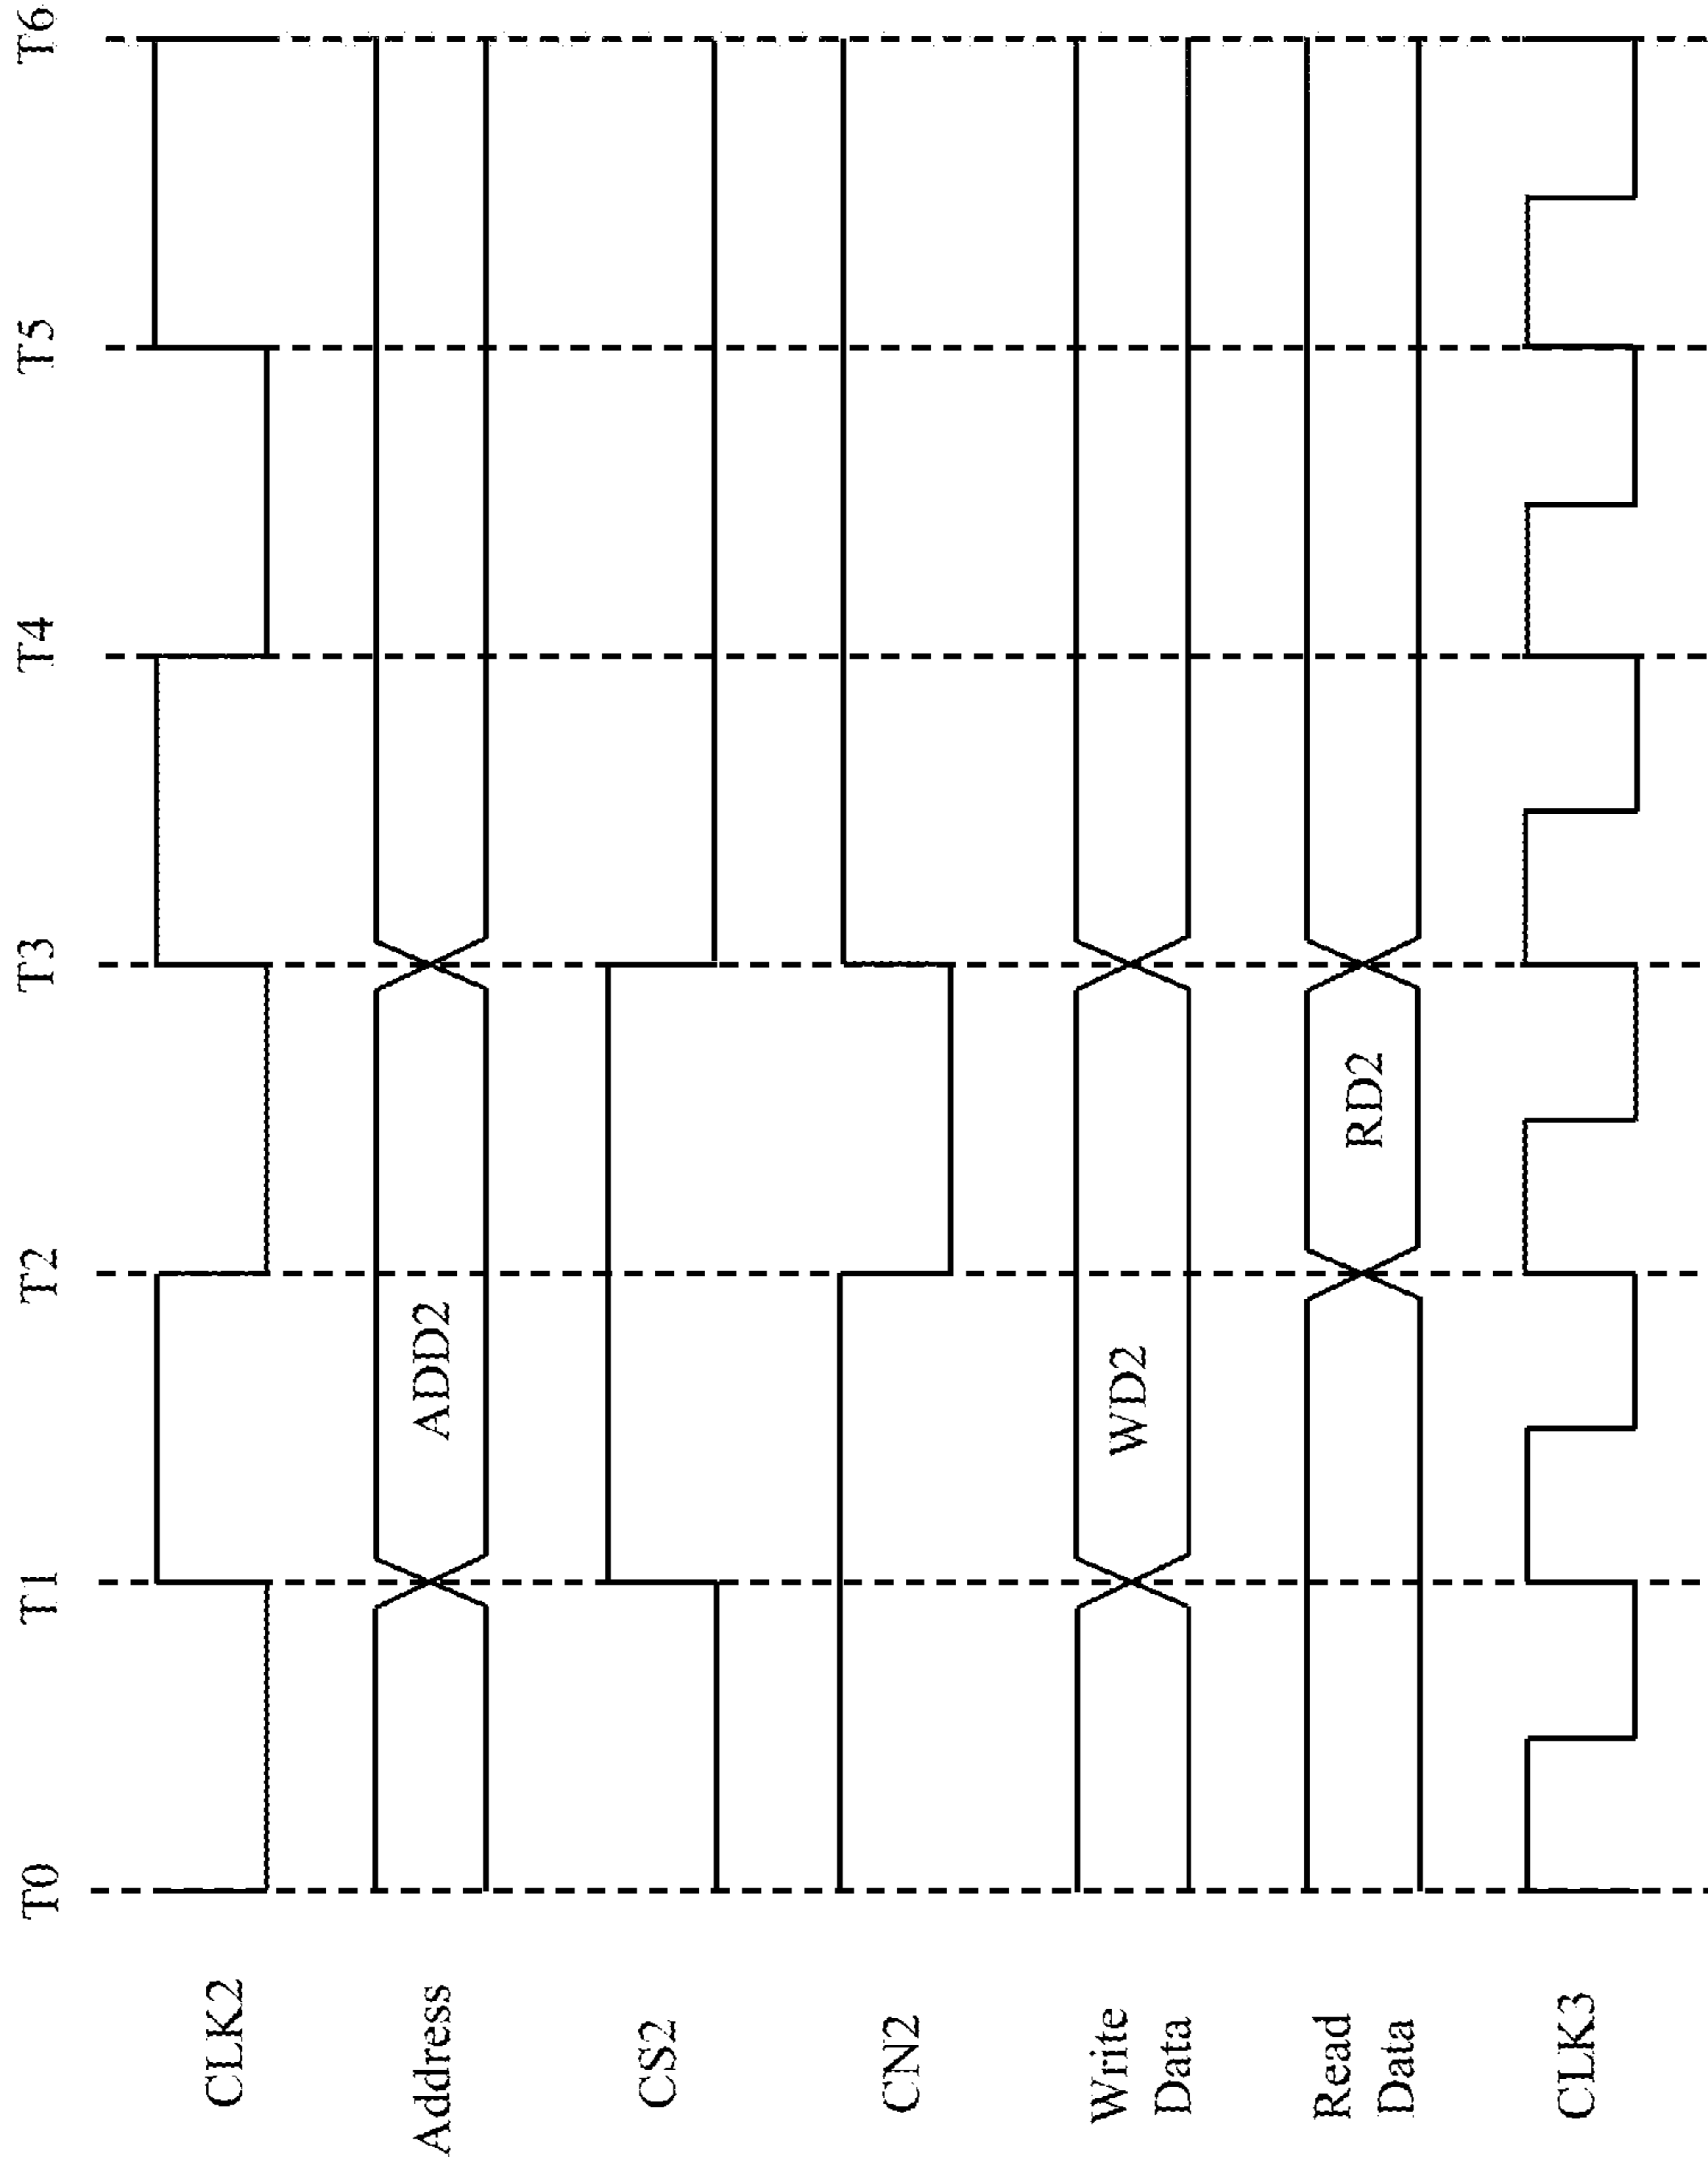 T0 T1 T2 T3 T4 T5 T6
CLK2
Address ADD2
CS2
CN2
Write
Data
WD2
Read
Data
RD2
CLK3